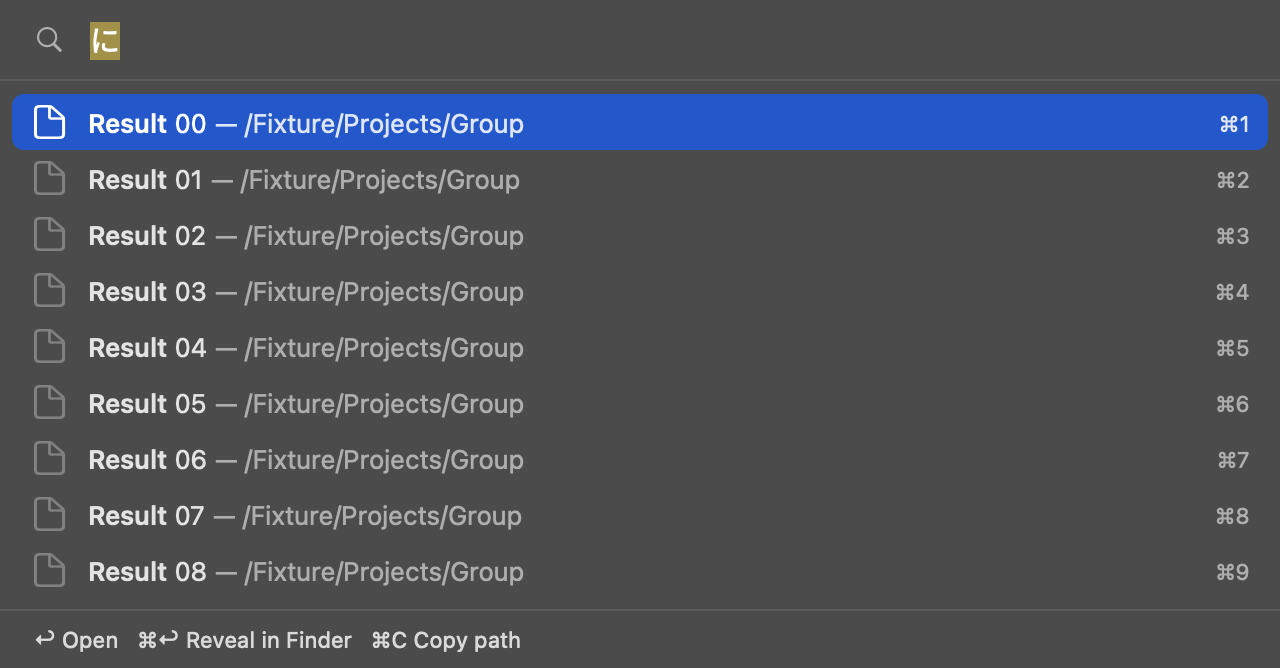 に
Result 00 — /Fixture/Projects/Group ⌘1
Result 01 — /Fixture/Projects/Group ⌘2
Result 02 — /Fixture/Projects/Group ⌘3
Result 03 — /Fixture/Projects/Group ⌘4
Result 04 — /Fixture/Projects/Group ⌘5
Result 05 — /Fixture/Projects/Group ⌘6
Result 06 — /Fixture/Projects/Group ⌘7
Result 07 — /Fixture/Projects/Group ⌘8
Result 08 — /Fixture/Projects/Group ⌘9
↩ Open ⌘↩ Reveal in Finder ⌘C Copy path